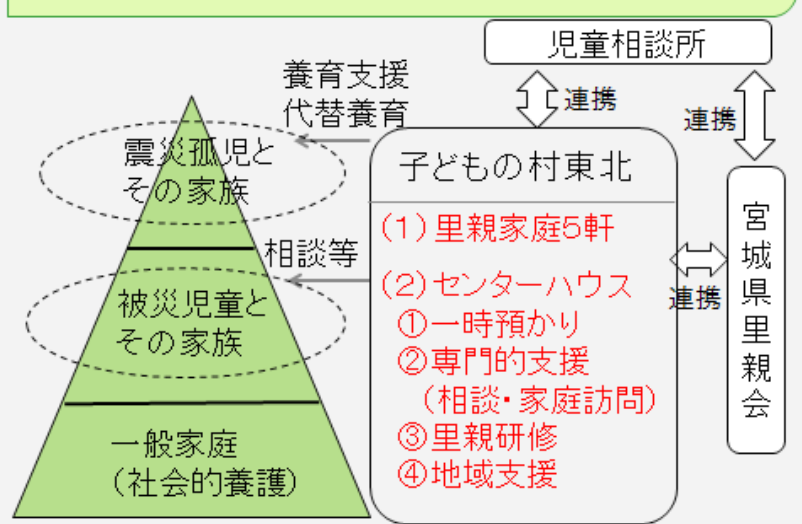 児童相談所
養育支援
代替養育
連携
連携
震災孤児と
その家族
子どもの村東北
(1)里親家庭5軒
相談等
(2)センターハウス
①一時預かり
②専門的支援
(相談・家庭訪問)
③里親研修
④地域支援
連携
宮城県里親会
被災児童と
その家族
一般家庭
(社会的養護)